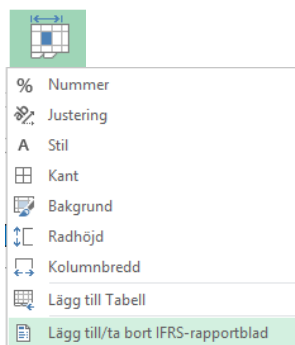 % Nummer
Justering
A Stil
Kant
Bakgrund
Radhöjd
Kolumnbredd
Lägg till Tabell
Lägg till/ta bort IFRS-rapportblad